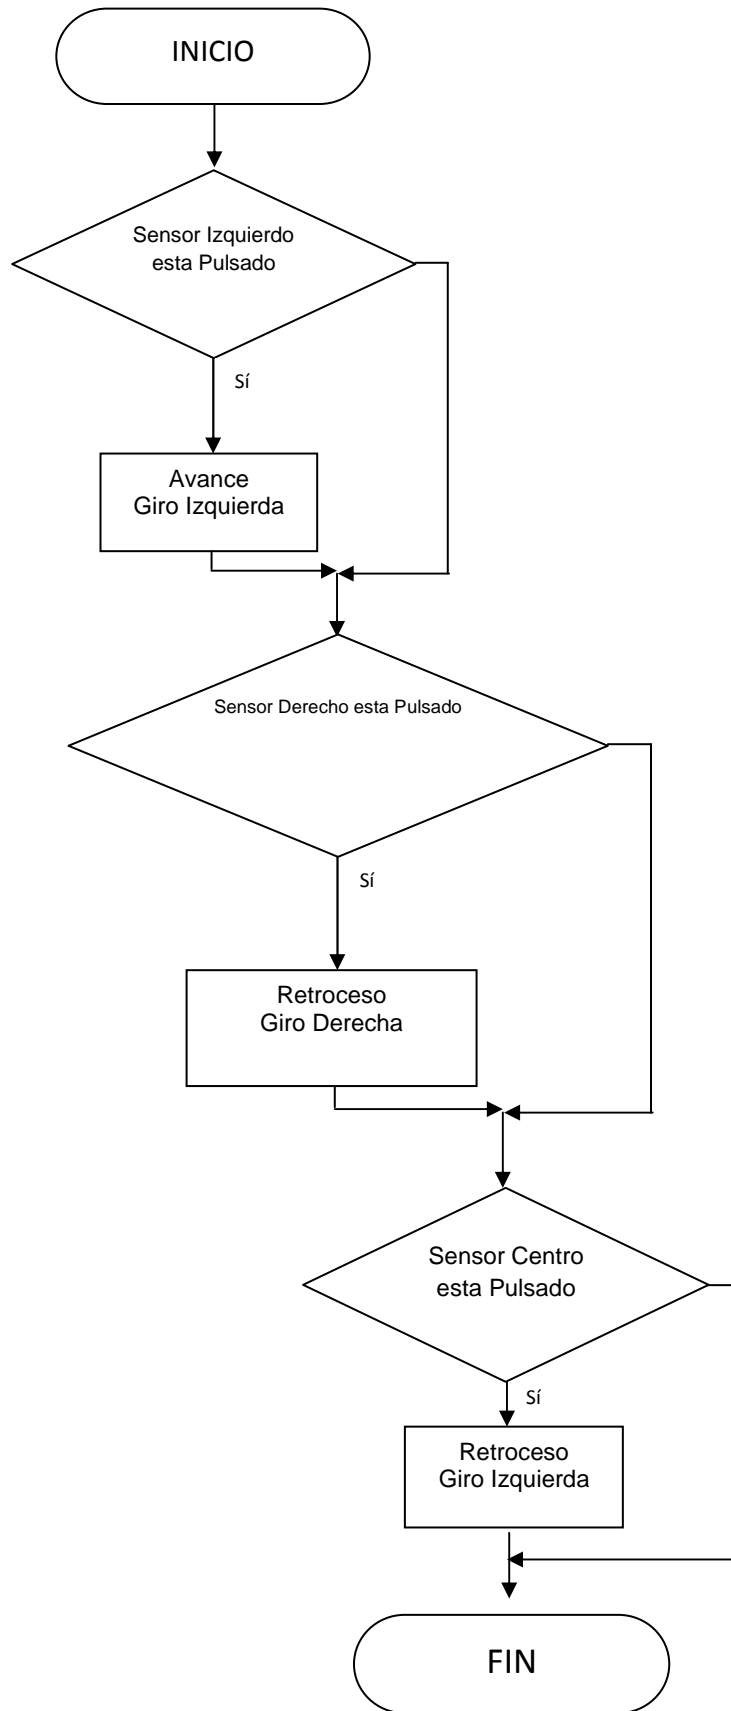 INICIO
Sensor Izquierdo
esta Pulsado
Sí
Avance
Giro Izquierda
Sensor Derecho esta Pulsado
Sí
Retroceso
Giro Derecha
Sensor Centro
esta Pulsado
Sí
Retroceso
Giro Izquierda
FIN